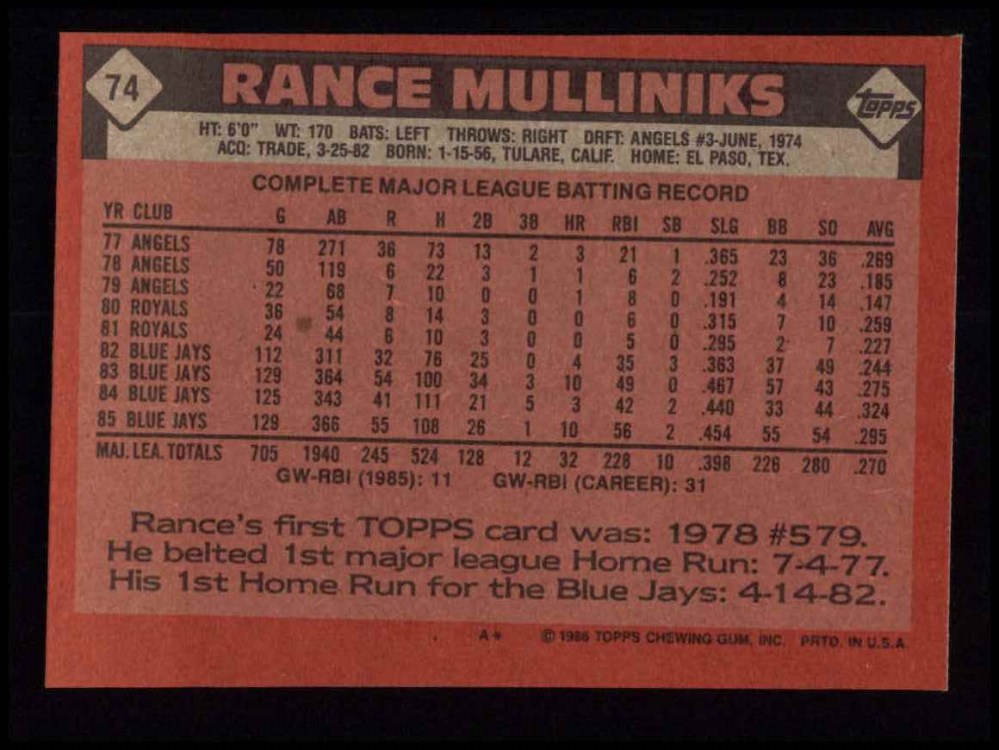 74 RANCE MULLINIKS topps
HT: 6'0" WT: 170 BATS: LEFT THROWS: RIGHT DRFT: ANGELS #3-JUNE, 1974
ACQ: TRADE, 3-25-82 BORN: 1-15-56, TULARE, CALIF. HOME: EL PASO, TEX.
COMPLETE MAJOR LEAGUE BATTING RECORD
YR CLUB G AB R H 2B 3B HR RBI SB SLG BB SO AVG
77 ANGELS 78 271 36 73 13 2 3 21 1 .365 23 36 .269
78 ANGELS 50 119 6 22 3 1 1 6 2 .252 8 23 .185
79 ANGELS 22 68 7 10 0 0 1 8 0 .191 4 14 .147
80 ROYALS 36 54 8 14 3 0 0 6 0 .315 7 10 .259
81 ROYALS 24 44 6 10 3 0 0 5 0 .295 2 7 .227
82 BLUE JAYS 112 311 32 76 25 0 4 35 3 .363 37 49 .244
83 BLUE JAYS 129 364 54 100 34 3 10 49 0 .467 57 43 .275
84 BLUE JAYS 125 343 41 111 21 5 3 42 2 .440 33 44 .324
85 BLUE JAYS 129 366 55 108 26 1 10 56 2 .454 55 54 .295
MAJ. LEA. TOTALS 705 1940 245 524 128 12 32 228 10 .398 226 280 .270
GW-RBI (1985): 11 GW-RBI (CAREER): 31
Rance's first TOPPS card was: 1978 #579.
He belted 1st major league Home Run: 7-4-77.
His 1st Home Run for the Blue Jays: 4-14-82.
A* © 1986 TOPPS CHEWING GUM, INC. PRTD. IN U.S.A.